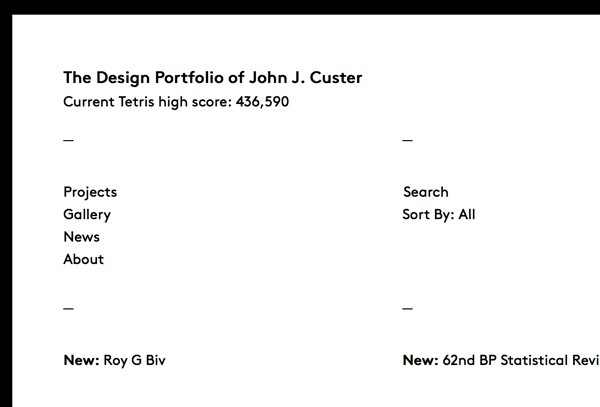 The Design Portfolio of John J. Custer
Current Tetris high score: 436,590
—
—
Projects
Gallery
News
About
Search
Sort By: All
—
—
New: Roy G Biv
New: 62nd BP Statistical Revi